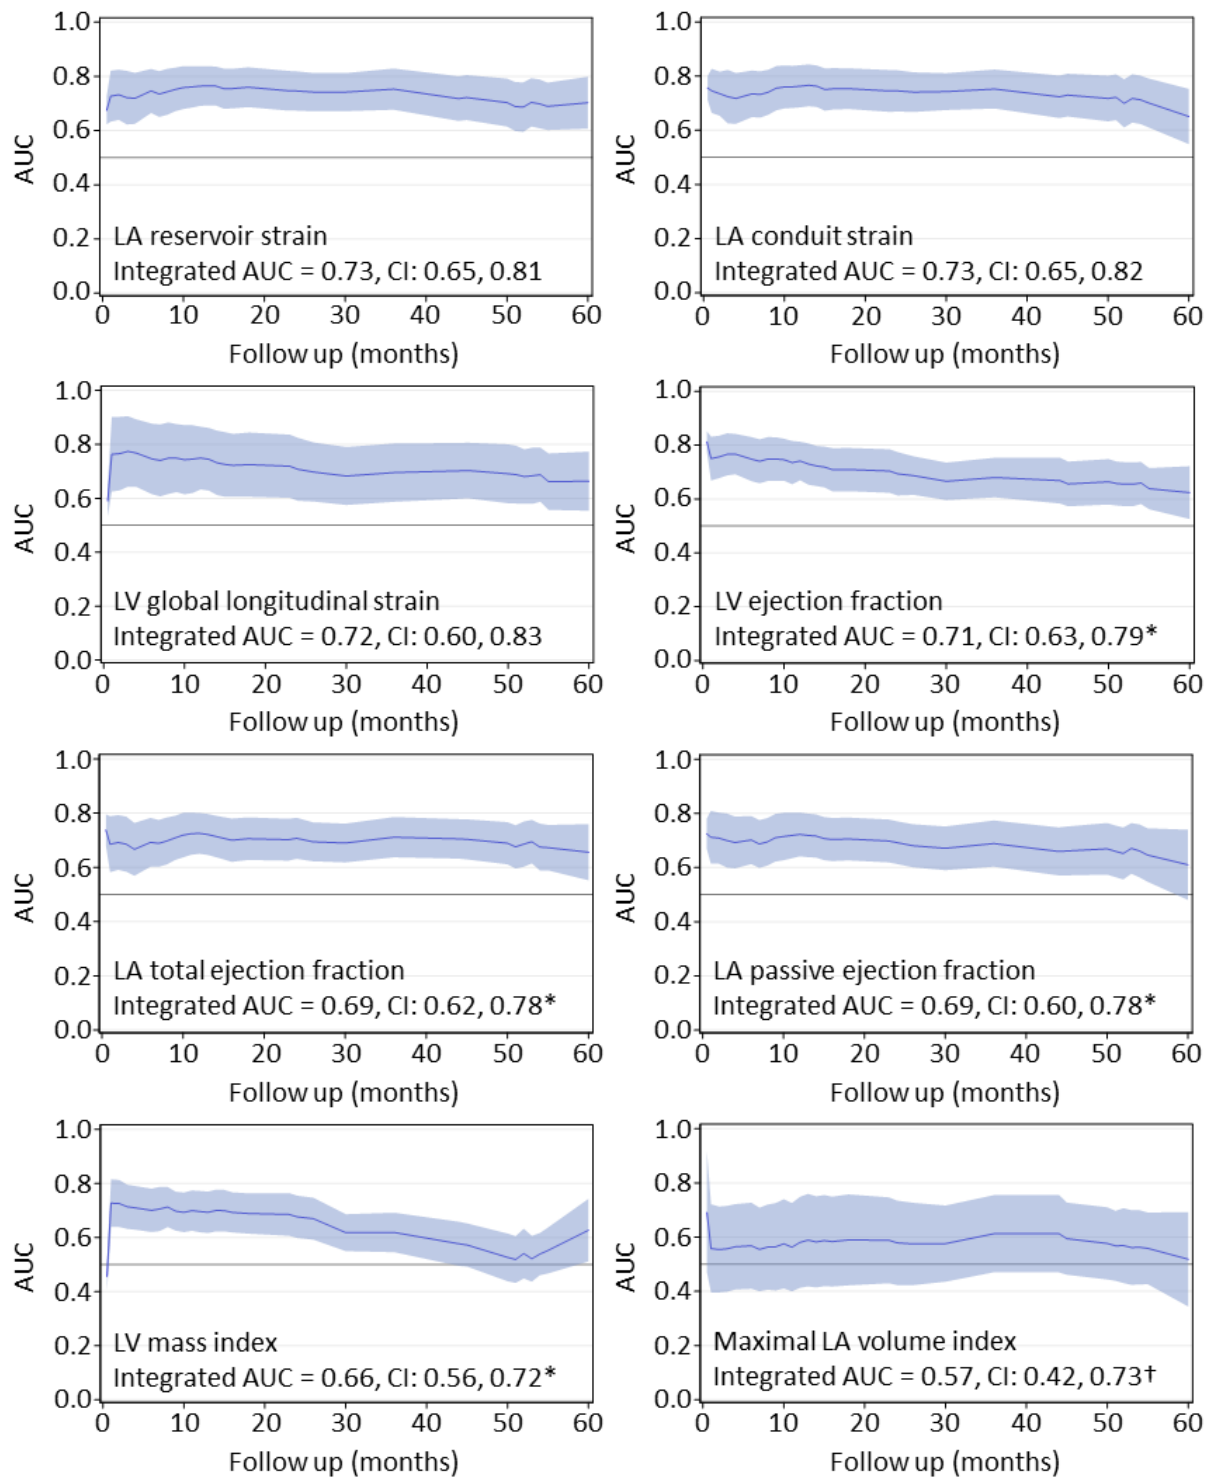 1.0
0.8
0.6
0.4
0.2
0.0
AUC
LA reservoir strain
Integrated AUC = 0.73, CI: 0.65, 0.81
0 10 20 30 40 50 60
Follow up (months)
1.0
0.8
0.6
0.4
0.2
0.0
AUC
LA conduit strain
Integrated AUC = 0.73, CI: 0.65, 0.82
0 10 20 30 40 50 60
Follow up (months)
1.0
0.8
0.6
0.4
0.2
0.0
AUC
LV global longitudinal strain
Integrated AUC = 0.72, CI: 0.60, 0.83
0 10 20 30 40 50 60
Follow up (months)
1.0
0.8
0.6
0.4
0.2
0.0
AUC
LV ejection fraction
Integrated AUC = 0.71, CI: 0.63, 0.79*
0 10 20 30 40 50 60
Follow up (months)
1.0
0.8
0.6
0.4
0.2
0.0
AUC
LA total ejection fraction
Integrated AUC = 0.69, CI: 0.62, 0.78*
0 10 20 30 40 50 60
Follow up (months)
1.0
0.8
0.6
0.4
0.2
0.0
AUC
LA passive ejection fraction
Integrated AUC = 0.69, CI: 0.60, 0.78*
0 10 20 30 40 50 60
Follow up (months)
1.0
0.8
0.6
0.4
0.2
0.0
AUC
LV mass index
Integrated AUC = 0.66, CI: 0.56, 0.72*
0 10 20 30 40 50 60
Follow up (months)
1.0
0.8
0.6
0.4
0.2
0.0
AUC
Maximal LA volume index
Integrated AUC = 0.57, CI: 0.42, 0.73†
0 10 20 30 40 50 60
Follow up (months)